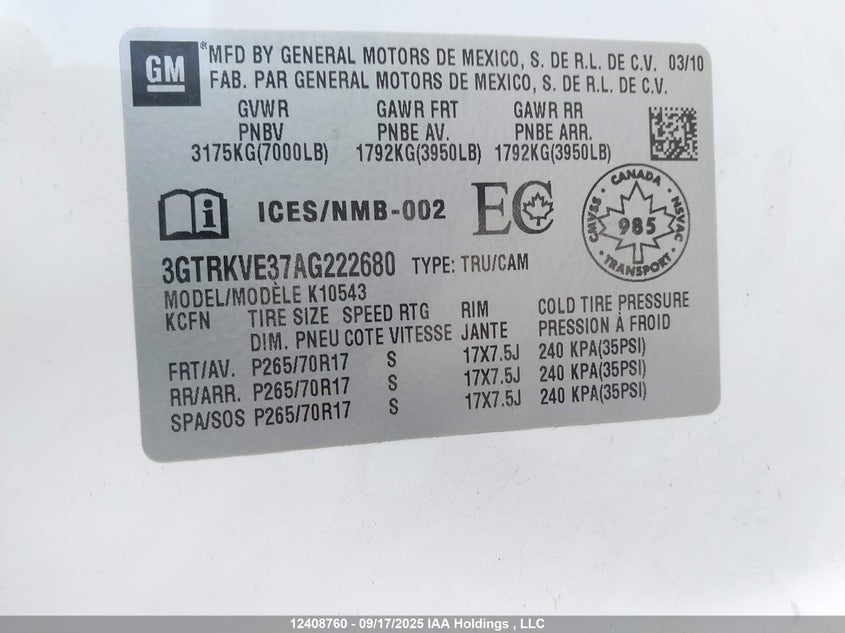 GM ® MFD BY GENERAL MOTORS DE MEXICO, S. DE R.L. DE C.V. 03/10
FAB. PAR GENERAL MOTORS DE MEXICO, S. DE R.L. DE C.V.
GVWR GAWR FRT GAWR RR
PNBV PNBE AV. PNBE ARR.
3175KG(7000LB) 1792KG(3950LB) 1792KG(3950LB)
i ICES/NMB-002 EC
CANADA
CMVSS NSVAC
985
TRANSPORT
3GTRKVE37AG222680 TYPE: TRU/CAM
MODEL/MODÈLE K10543
KCFN TIRE SIZE SPEED RTG RIM COLD TIRE PRESSURE
DIM. PNEU COTE VITESSE JANTE PRESSION À FROID
FRT/AV. P265/70R17 S 17X7.5J 240 KPA(35PSI)
RR/ARR. P265/70R17 S 17X7.5J 240 KPA(35PSI)
SPA/SOS P265/70R17 S 17X7.5J 240 KPA(35PSI)
12408760 - 09/17/2025 IAA Holdings , LLC